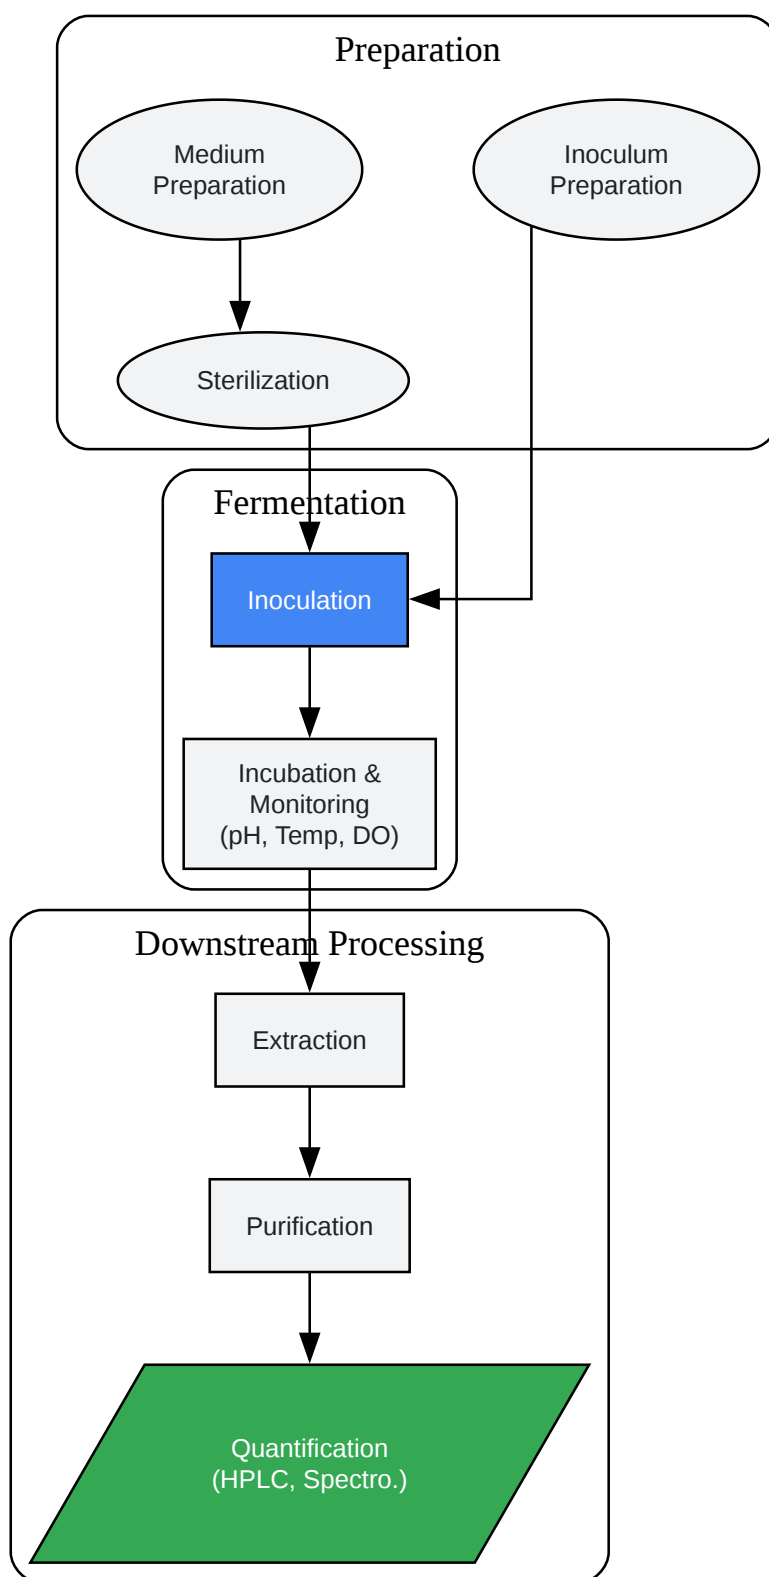 Preparation
Medium
Preparation
Inoculum
Preparation
Sterilization
Fermentation
Inoculation
Incubation &
Monitoring
(pH, Temp, DO)
Downstream Processing
Extraction
Purification
Quantification
(HPLC, Spectro.)